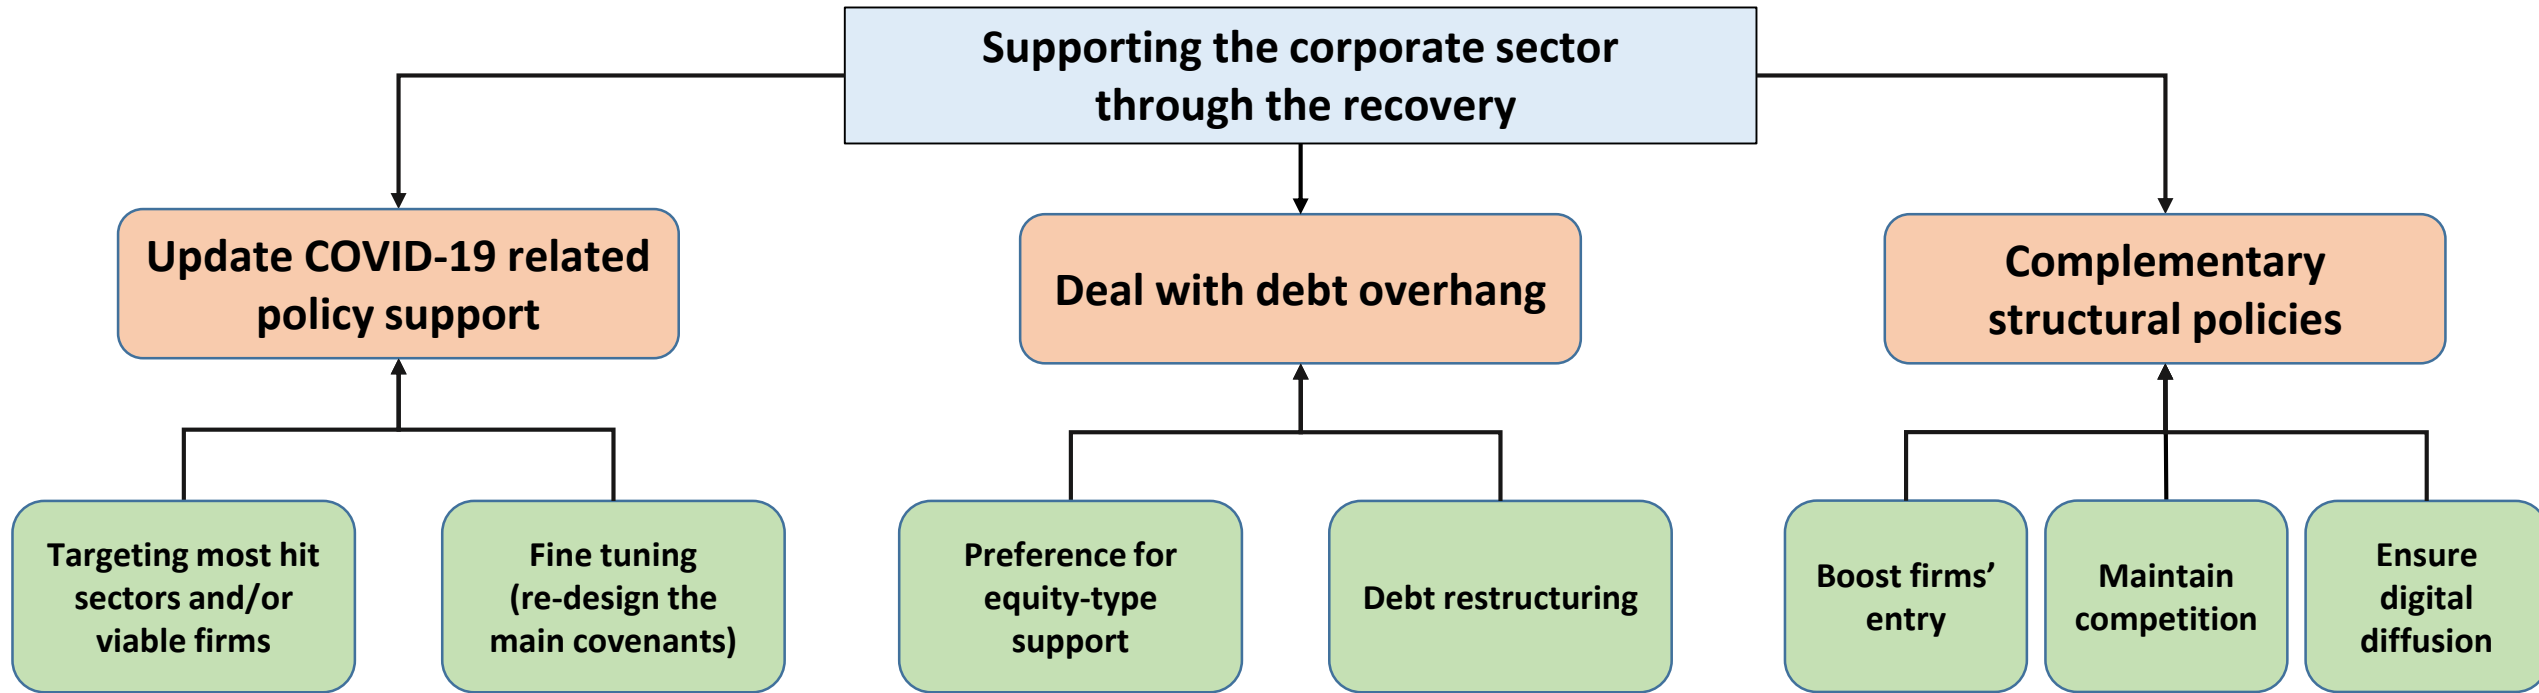 Supporting the corporate sector
through the recovery
Update COVID-19 related
policy support
Deal with debt overhang
Complementary
structural policies
Targeting most hit
sectors and/or
viable firms
Fine tuning
(re-design the
main covenants)
Preference for
equity-type
support
Debt restructuring
Boost firms’
entry
Maintain
competition
Ensure
digital
diffusion